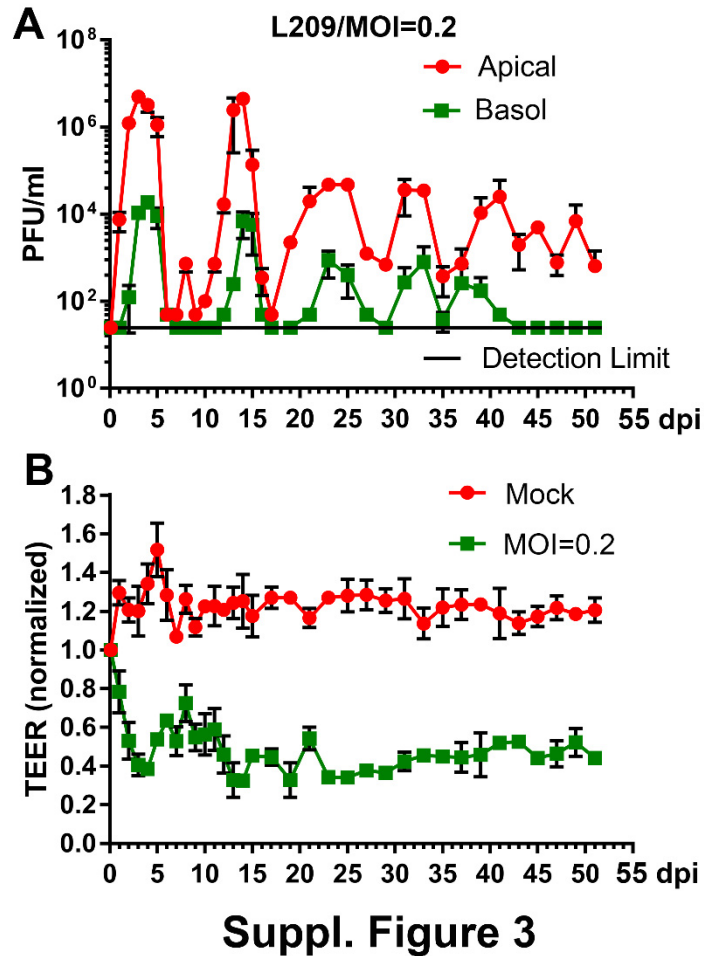 A
L209/MOI=0.2
Apical
Basol
PFU/ml
10^8
10^6
10^4
10^2
10^0
Detection Limit
0 5 10 15 20 25 30 35 40 45 50 55 dpi
B
Mock
MOI=0.2
TEER (normalized)
1.8
1.6
1.4
1.2
1.0
0.8
0.6
0.4
0.2
0.0
0 5 10 15 20 25 30 35 40 45 50 55 dpi
Suppl. Figure 3